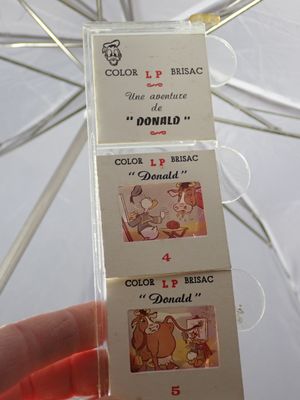 COLOR LP BRISAC
Une aventure
de
"DONALD"
COLOR LP BRISAC
"Donald"
4
COLOR LP BRISAC
"Donald"
5